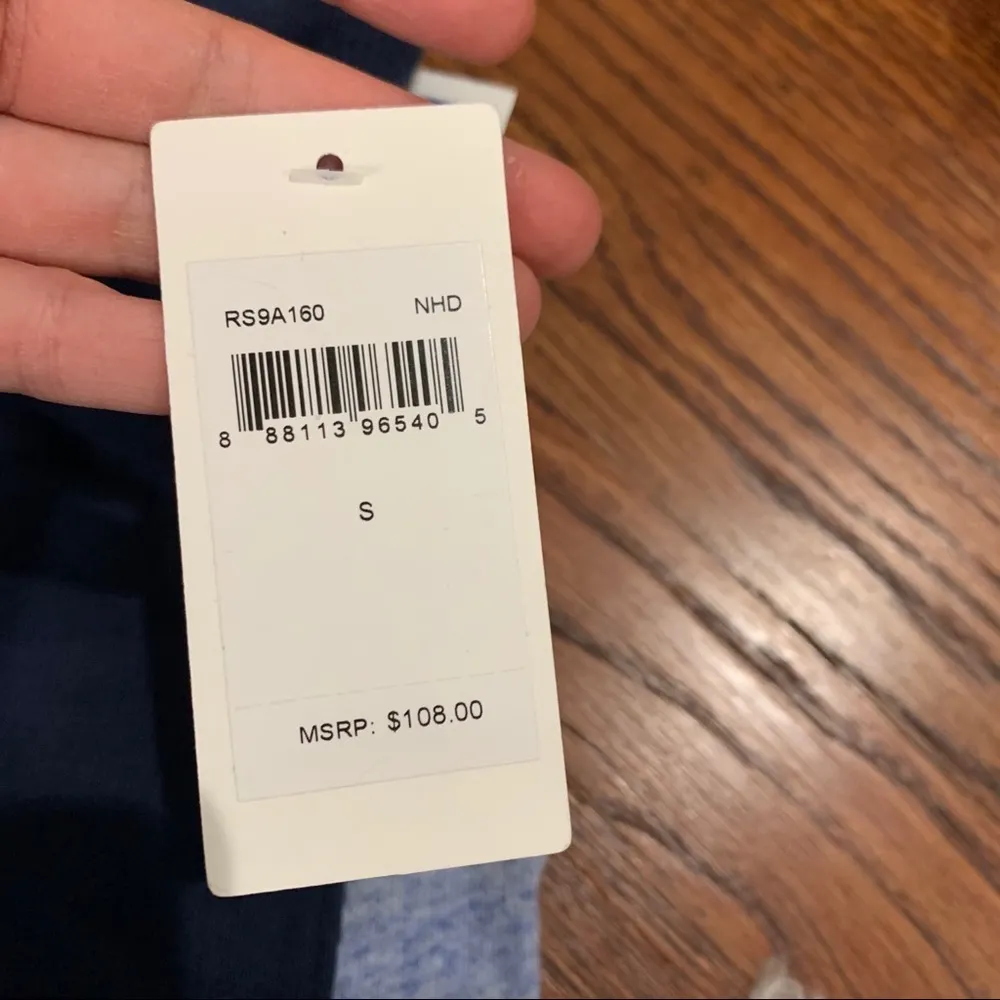 RS9A160 NHD
8 88113 96540 5
S
MSRP: $108.00